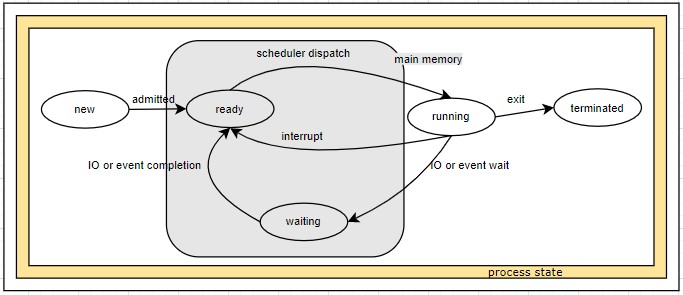 scheduler dispatch
main memory
new
admitted
ready
running
exit
terminated
interrupt
IO or event completion
IO or event wait
waiting
process state